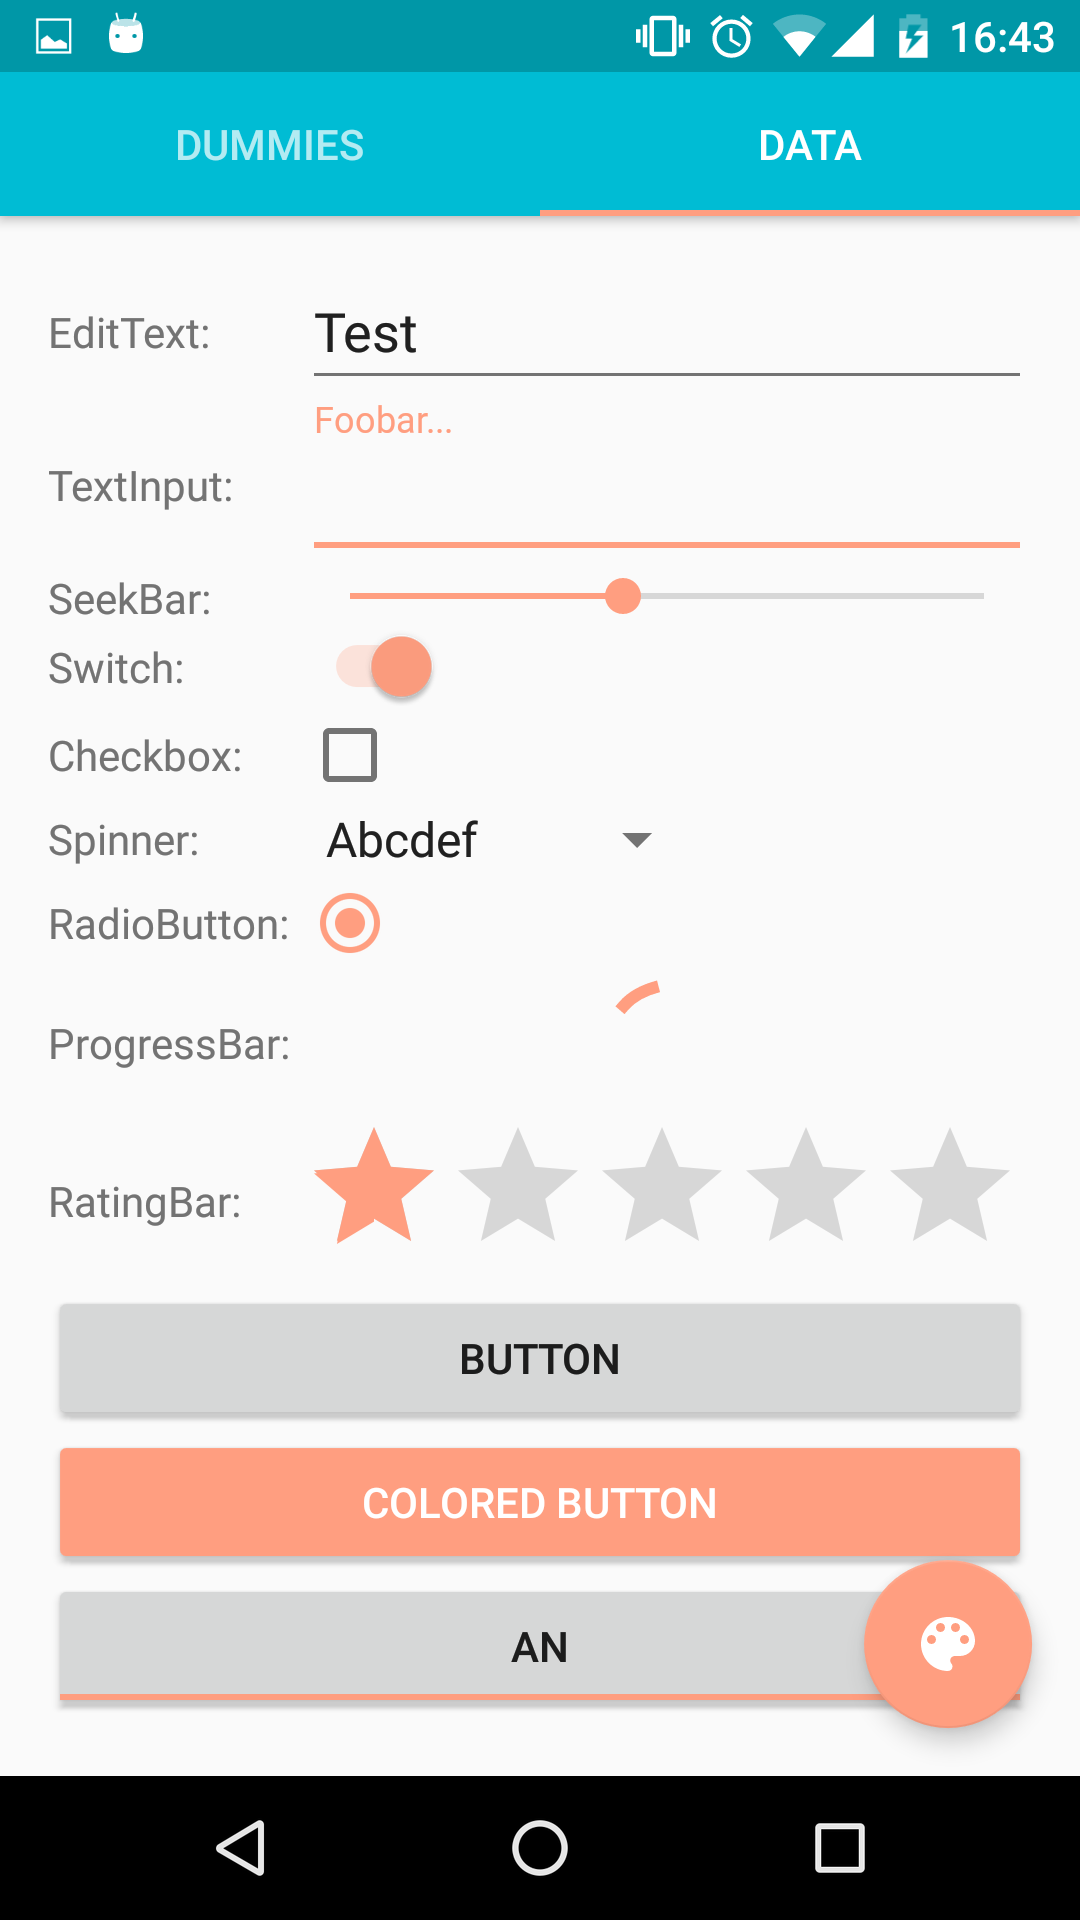 16:43
DUMMIES DATA
EditText: Test
Foobar...
TextInput:
SeekBar:
Switch:
Checkbox:
Spinner: Abcdef
RadioButton:
ProgressBar:
RatingBar:
BUTTON
COLORED BUTTON
AN